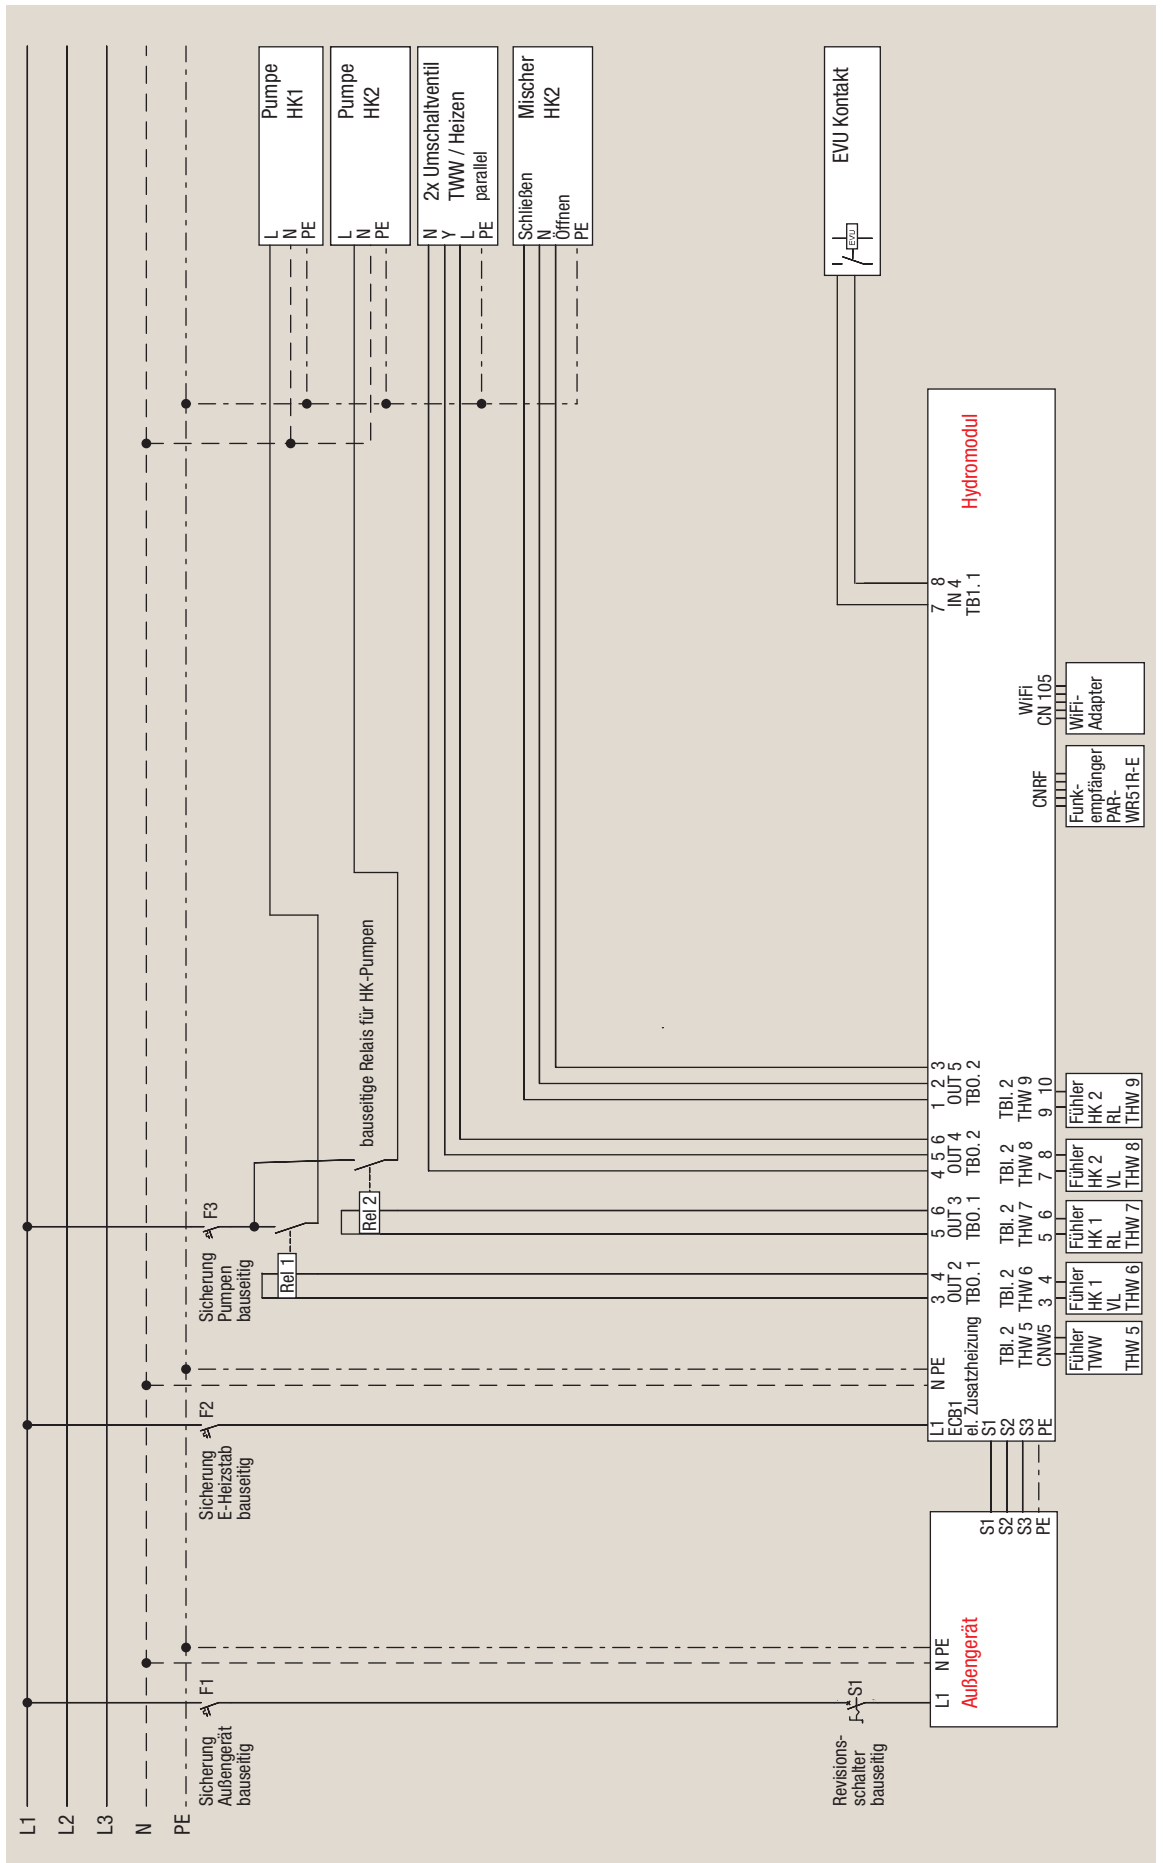 L1
L2
L3
N
PE
Sicherung
Außengerät
bauseitig
F1
Sicherung
E-Heizstab
bauseitig
F2
Sicherung
Pumpen
bauseitig
F3
Rel 1
Rel 2
bauseitige Relais für HK-Pumpen
Pumpe
HK1
L
N
PE
Pumpe
HK2
L
N
PE
2x Umschaltventil
TWW / Heizen
parallel
N
Y
L
PE
Mischer
HK2
Schließen
N
Öffnen
PE
EVU Kontakt
EVU
Revisions-
schalter
bauseitig
S1
L1 N PE
Außengerät
S1
S2
S3
PE
L1 N PE
ECB1
el. Zusatzheizung
S1
S2
S3
PE
3 4
OUT 2
TBO. 1
5 6
OUT 3
TBO. 1
4 5 6
OUT 4
TBO. 2
1 2 3
OUT 5
TBO. 2
7 8
IN 4
TB1. 1
Hydromodul
TBI. 2
THW 5
CNW5
TBI. 2
THW 6
3 4
TBI. 2
THW 7
5 6
TBI. 2
THW 8
7 8
TBI. 2
THW 9
9 10
CNRF
WiFi
CN 105
Fühler
TWW
THW 5
Fühler
HK 1
VL
THW 6
Fühler
HK 1
RL
THW 7
Fühler
HK 2
VL
THW 8
Fühler
HK 2
RL
THW 9
Funk-
empfänger
PAR-
WR51R-E
WiFi-
Adapter